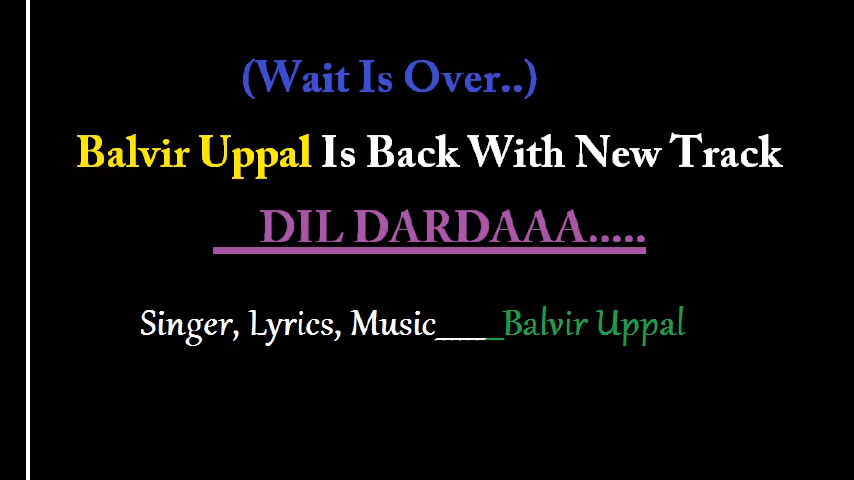 (Wait Is Over..)
Balvir Uppal Is Back With New Track
__DIL DARDAAA.....
Singer, Lyrics, Music____Balvir Uppal